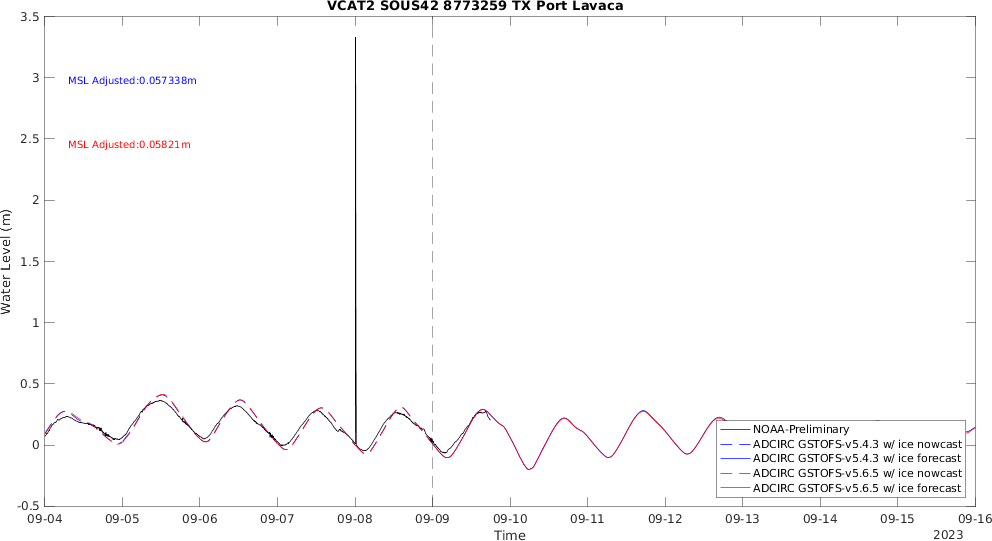 VCAT2 SOUS42 8773259 TX Port Lavaca
3.5
3
2.5
2
1.5
1
0.5
0
-0.5
Water Level (m)
MSL Adjusted:0.057338m
MSL Adjusted:0.05821m
NOAA-Preliminary
ADCIRC GSTOFS-v5.4.3 w/ ice nowcast
ADCIRC GSTOFS-v5.4.3 w/ ice forecast
ADCIRC GSTOFS-v5.6.5 w/ ice nowcast
ADCIRC GSTOFS-v5.6.5 w/ ice forecast
09-04 09-05 09-06 09-07 09-08 09-09 09-10 09-11 09-12 09-13 09-14 09-15 09-16
Time
2023